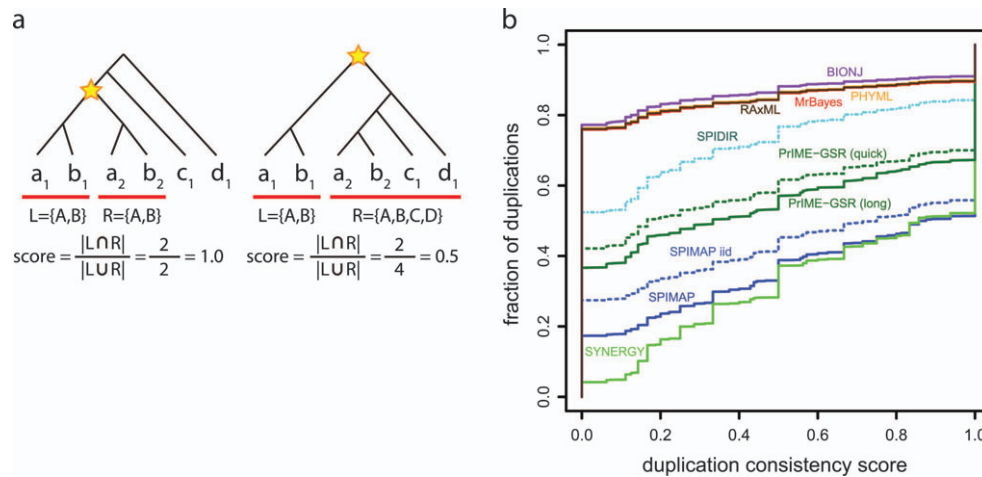 a
a1 b1 a2 b2 c1 d1
L={A,B} R={A,B}
score = |L∩R| / |L∪R| = 2 / 2 = 1.0
a1 b1 a2 b2 c1 d1
L={A,B} R={A,B,C,D}
score = |L∩R| / |L∪R| = 2 / 4 = 0.5
b
fraction of duplications
1.0
0.8
0.6
0.4
0.2
0.0
BIONJ
PHYML
MrBayes
RAxML
SPIDIR
PrIME-GSR (quick)
PrIME-GSR (long)
SPIMAP iid
SPIMAP
SYNERGY
0.0 0.2 0.4 0.6 0.8 1.0
duplication consistency score